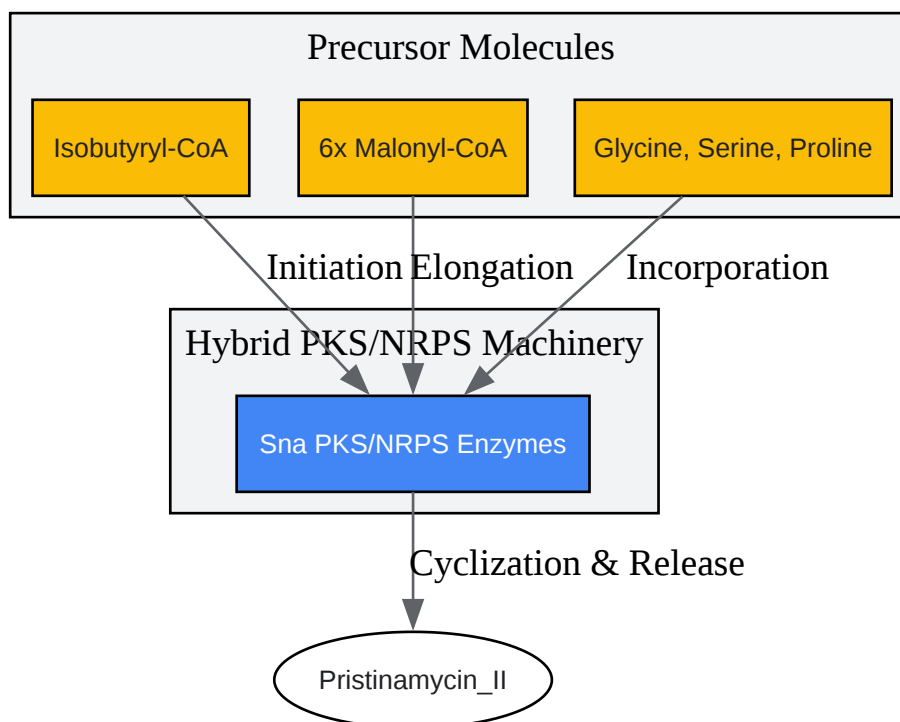 Precursor Molecules
Isobutyryl-CoA
6x Malonyl-CoA
Glycine, Serine, Proline
Initiation
Elongation
Incorporation
Hybrid PKS/NRPS Machinery
Sna PKS/NRPS Enzymes
Cyclization & Release
Pristinamycin_II